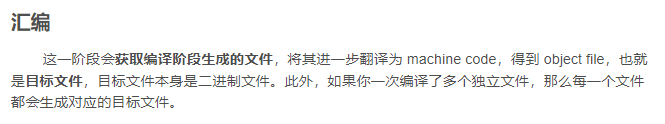 汇编
这一阶段会获取编译阶段生成的文件，将其进一步翻译为 machine code，得到 object file，也就
是目标文件，目标文件本身是二进制文件。此外，如果你一次编译了多个独立文件，那么每一个文件
都会生成对应的目标文件。